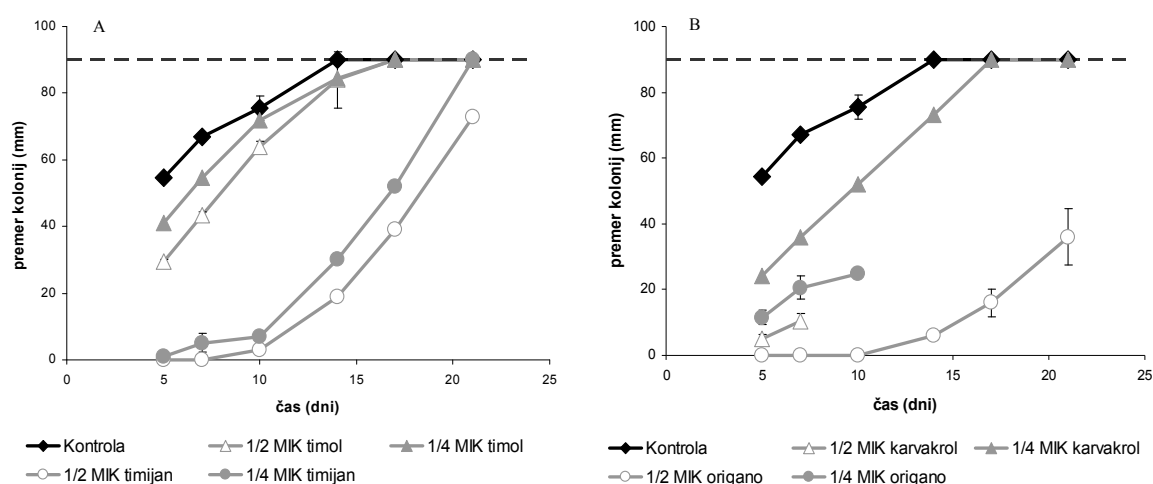 A
premer kolonij (mm)
100
80
60
40
20
0
0 5 10 15 20 25
čas (dni)
Kontrola 1/2 MIK timol 1/4 MIK timol
1/2 MIK timijan 1/4 MIK timijan
B
premer kolonij (mm)
100
80
60
40
20
0
0 5 10 15 20 25
čas (dni)
Kontrola 1/2 MIK karvakrol 1/4 MIK karvakrol
1/2 MIK origano 1/4 MIK origano